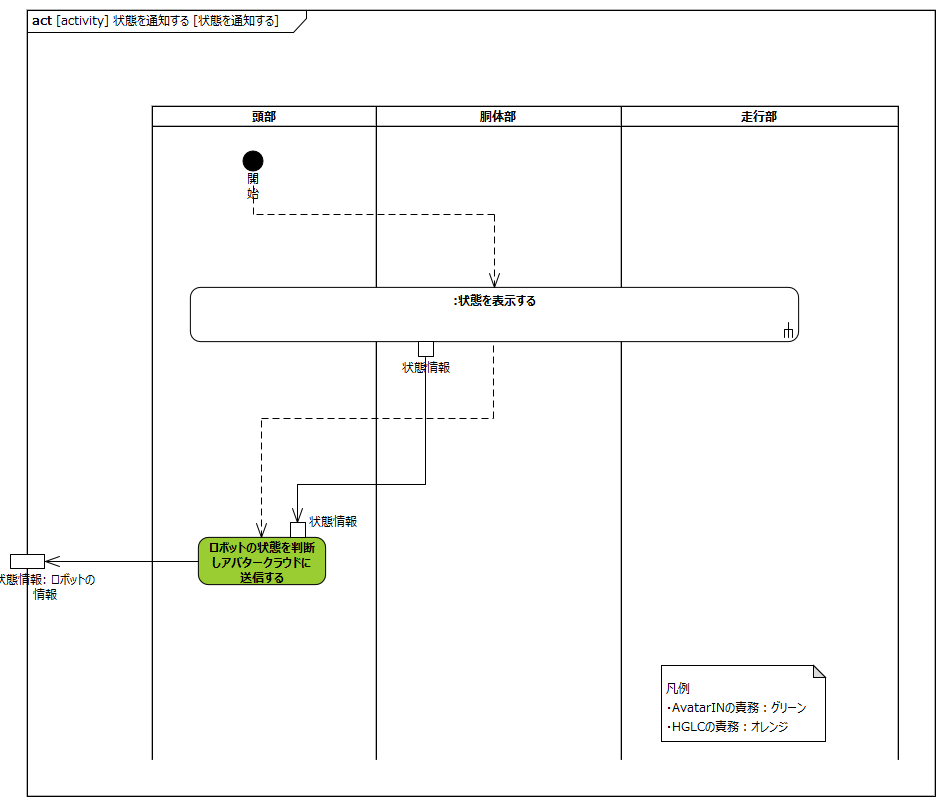 act [activity] 状態を通知する [状態を通知する]
頭部
胴体部
走行部
開
始
:状態を表示する
状態情報
状態情報
ロボットの状態を判断
しアバタークラウドに
送信する
状態情報: ロボットの
情報
凡例
・AvatarINの責務：グリーン
・HGLCの責務：オレンジ